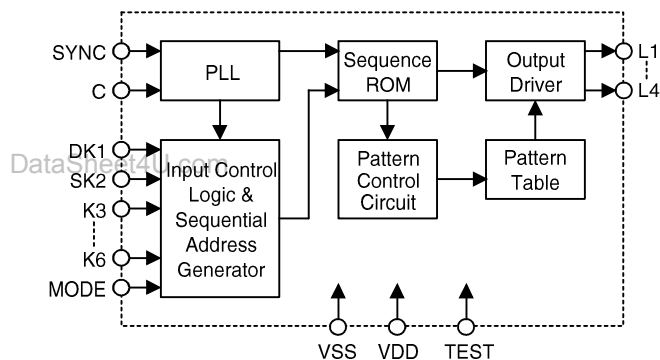 SYNC
C
DK1
SK2
K3
K6
MODE
PLL
Input Control
Logic &
Sequential
Address
Generator
Sequence
ROM
Pattern
Control
Circuit
Output
Driver
Pattern
Table
L1
L4
VSS
VDD
TEST
DataSheet4U.com